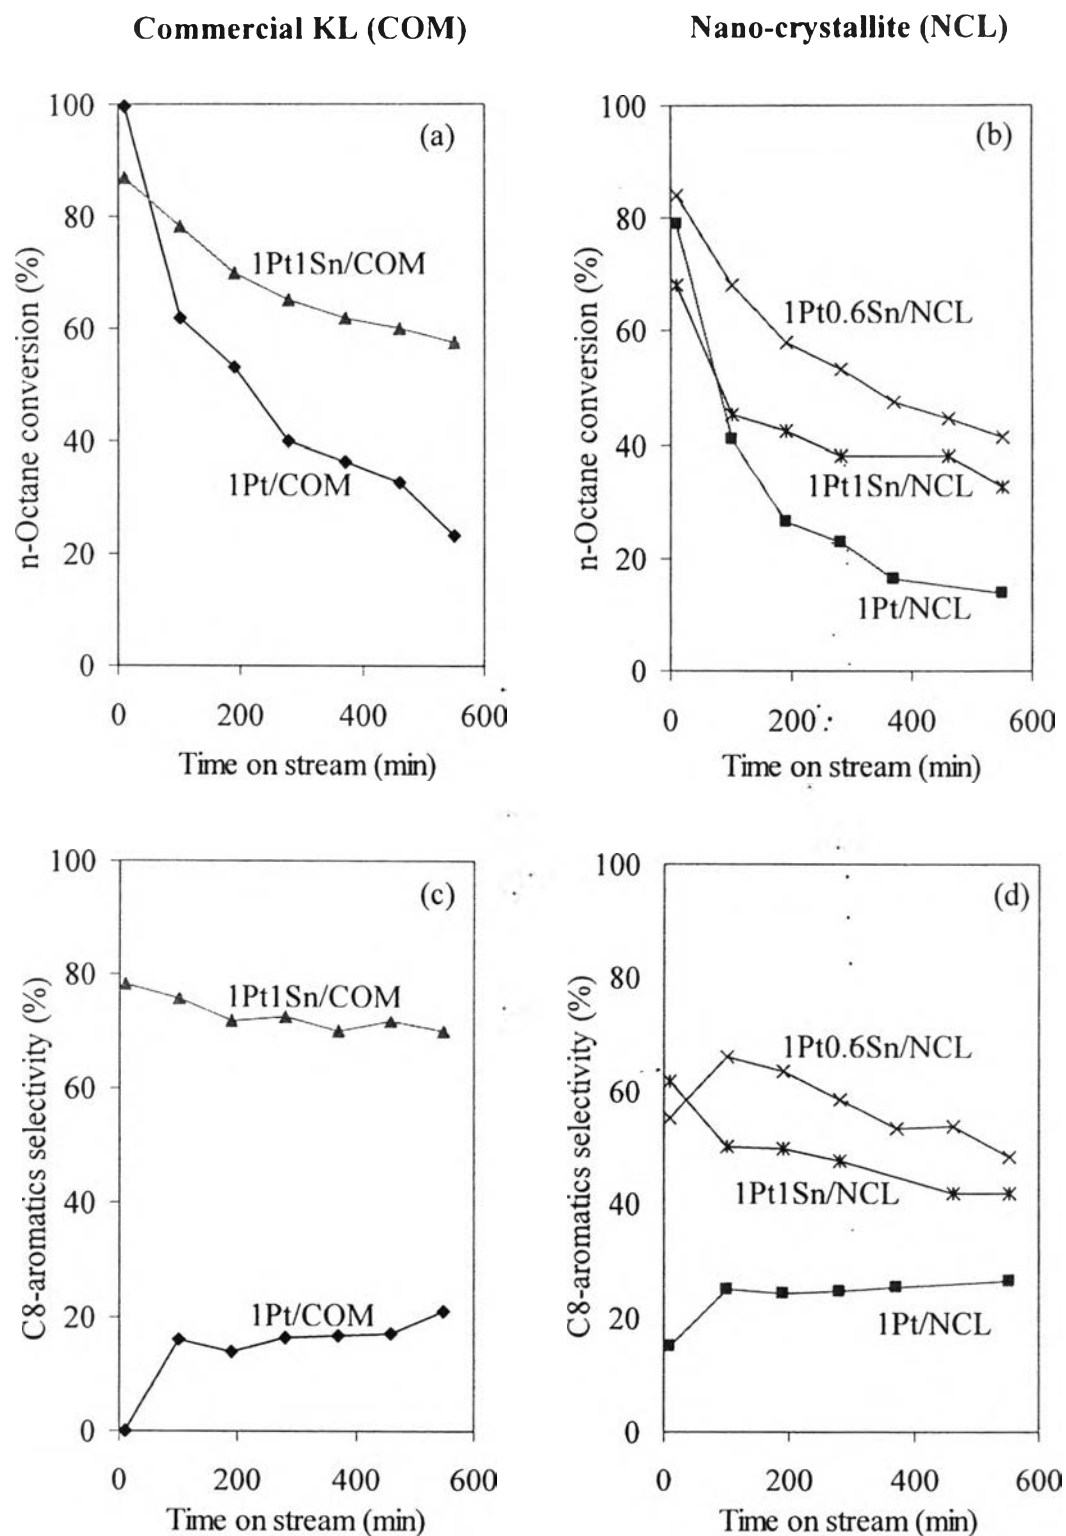 Commercial KL (COM)
Nano-crystallite (NCL)
100
80
60
40
20
0
n-Octane conversion (%)
(a)
1Pt1Sn/COM
1Pt/COM
0 200 400 600
Time on stream (min)
100
80
60
40
20
0
n-Octane conversion (%)
(b)
1Pt0.6Sn/NCL
1Pt1Sn/NCL
1Pt/NCL
0 200 400 600
Time on stream (min)
100
80
60
40
20
0
C8-aromatics selectivity (%)
(c)
1Pt1Sn/COM
1Pt/COM
0 200 400 600
Time on stream (min)
100
80
60
40
20
0
C8-aromatics selectivity (%)
(d)
1Pt0.6Sn/NCL
1Pt1Sn/NCL
1Pt/NCL
0 200 400 600
Time on stream (min)